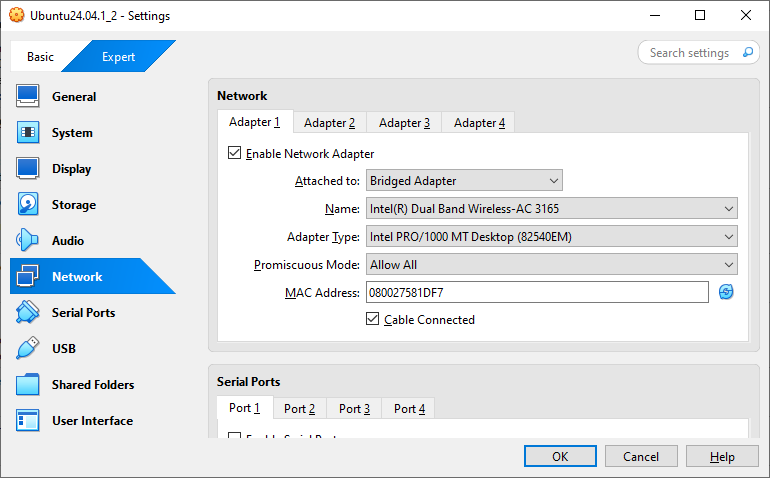 Ubuntu24.04.1_2 - Settings
Basic
Expert
Search settings
General
System
Display
Storage
Audio
Network
Serial Ports
USB
Shared Folders
User Interface
Network
Adapter 1
Adapter 2
Adapter 3
Adapter 4
Enable Network Adapter
Attached to: Bridged Adapter
Name: Intel(R) Dual Band Wireless-AC 3165
Adapter Type: Intel PRO/1000 MT Desktop (82540EM)
Promiscuous Mode: Allow All
MAC Address: 080027581DF7
Cable Connected
Serial Ports
Port 1
Port 2
Port 3
Port 4
OK
Cancel
Help